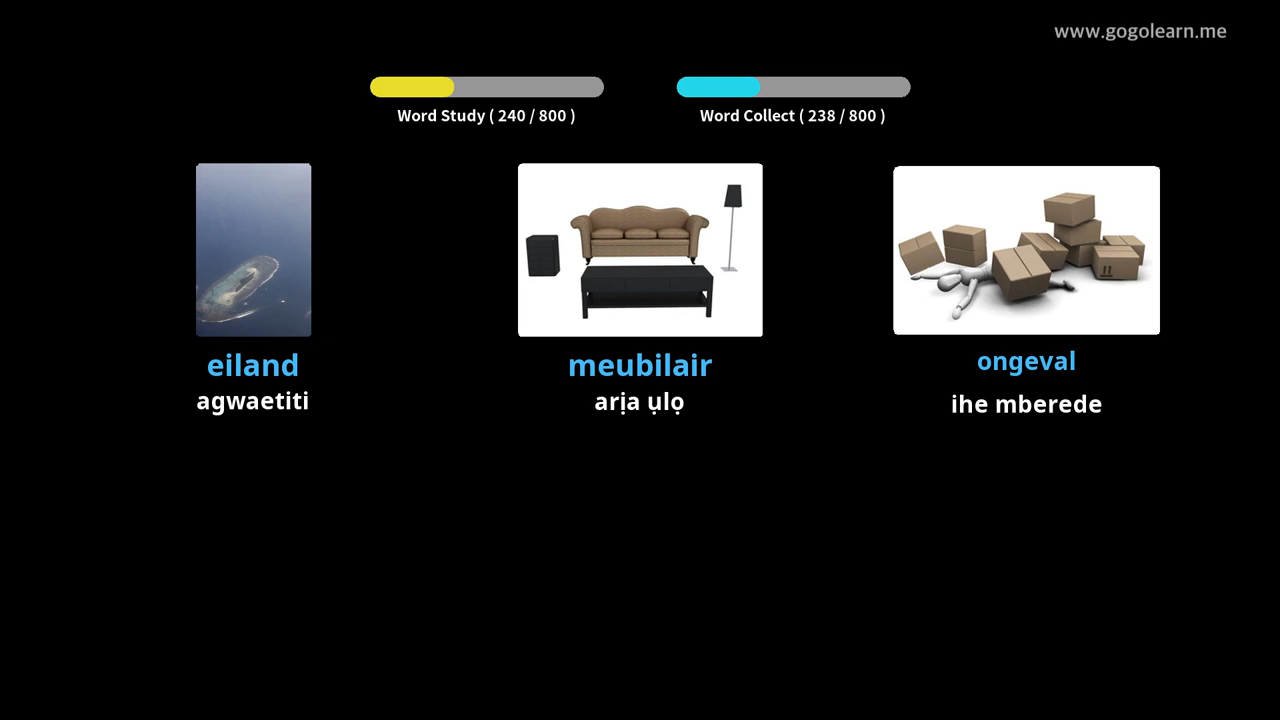 www.gogolearn.me
Word Study ( 240 / 800 )
Word Collect ( 238 / 800 )
eiland
agwaetiti
meubilair
arịa ụlọ
ongeval
ihe mberede